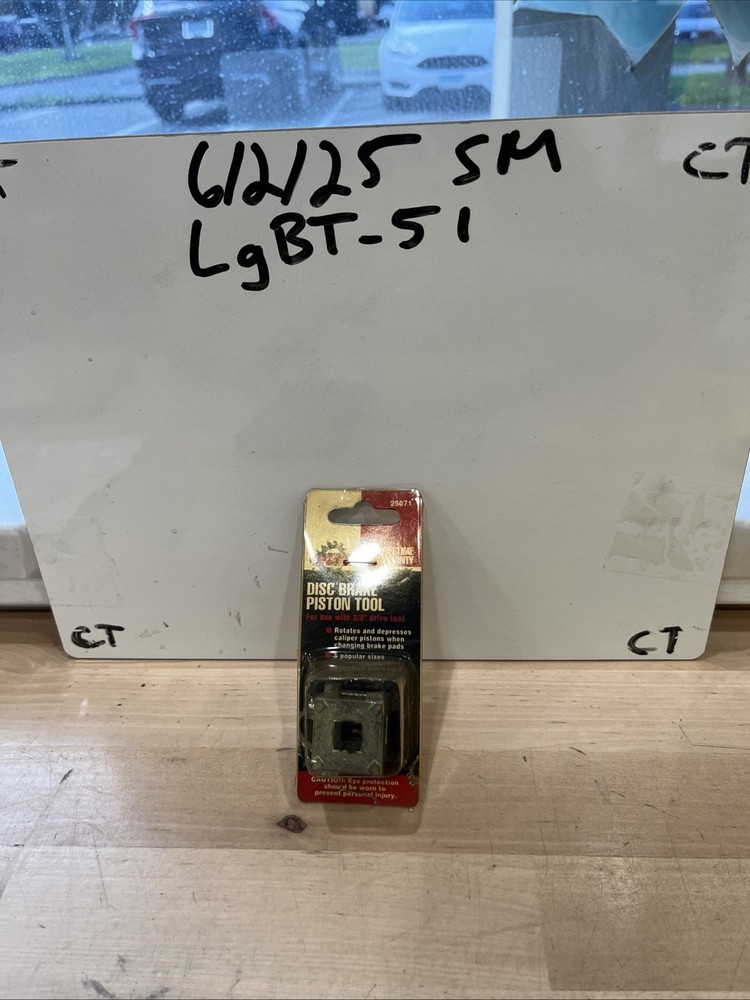 6/2/25 SM
CT
LgBT-51
25071
DISC BRAKE
PISTON TOOL
For use with 3/8" drive tool
Rotates and depresses
caliper pistons when
changing brake pads
popular sizes
CT
CT
CAUTION: Eye protection
should be worn to
prevent personal injury.